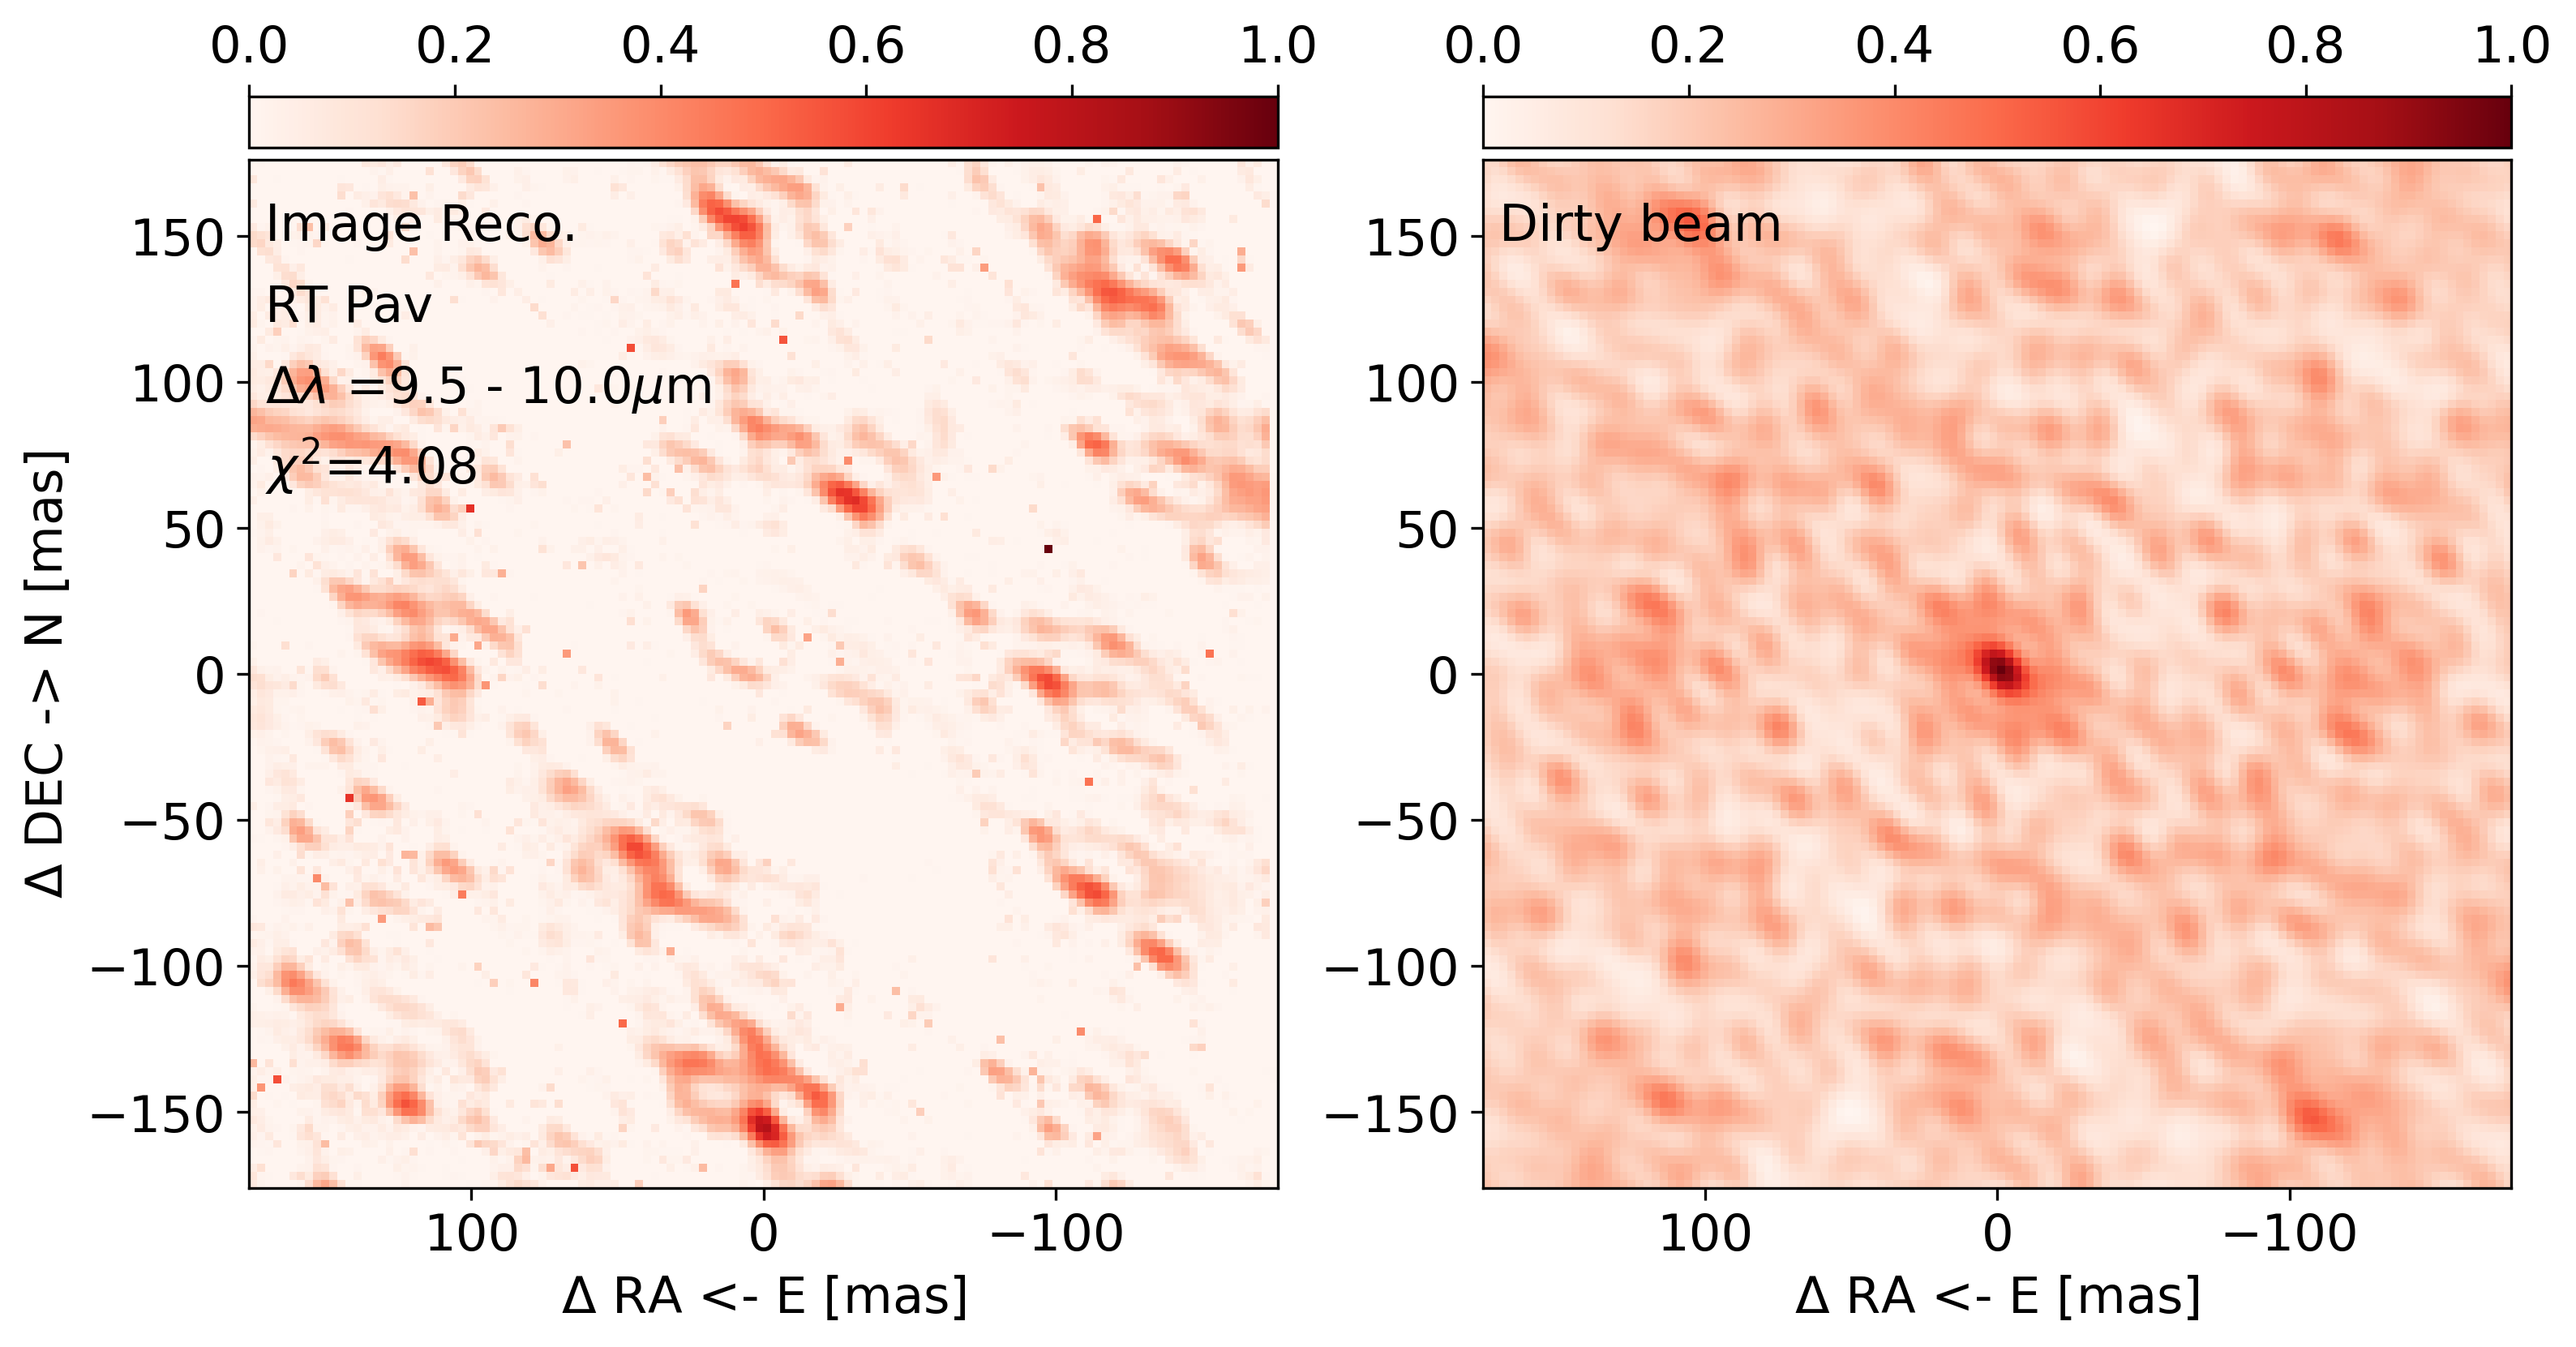 0.0 0.2 0.4 0.6 0.8 1.0
0.0 0.2 0.4 0.6 0.8 1.0
Image Reco.
RT Pav
Δλ =9.5 - 10.0μm
χ²=4.08
150
100
50
0
−50
−100
−150
Δ DEC -> N [mas]
100 0 −100
Δ RA <- E [mas]
Dirty beam
150
100
50
0
−50
−100
−150
100 0 −100
Δ RA <- E [mas]